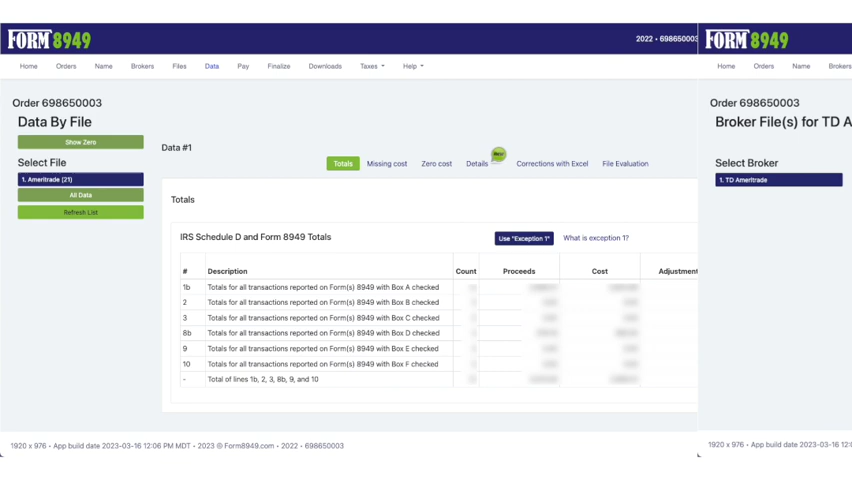 FORM 8949
2022 • 698650003
Home Orders Name Brokers Files Data Pay Finalize Downloads Taxes Help
Order 698650003
Data By File
Show Zero
Select File
1. Ameritrade (21)
All Data
Refresh List
Data #1
Totals Missing cost Zero cost Details Corrections with Excel File Evaluation
Totals
IRS Schedule D and Form 8949 Totals
Use "Exception 1" What is exception 1?
# Description Count Proceeds Cost Adjustment
1b Totals for all transactions reported on Form(s) 8949 with Box A checked
2 Totals for all transactions reported on Form(s) 8949 with Box B checked
3 Totals for all transactions reported on Form(s) 8949 with Box C checked
8b Totals for all transactions reported on Form(s) 8949 with Box D checked
9 Totals for all transactions reported on Form(s) 8949 with Box E checked
10 Totals for all transactions reported on Form(s) 8949 with Box F checked
- Total of lines 1b, 2, 3, 8b, 9, and 10
1920 x 976 • App build date 2023-03-16 12:06 PM MDT • 2023 © Form8949.com • 2022 • 698650003
FORM 8949
Home Orders Name Brokers
Order 698650003
Broker File(s) for TD A
Select Broker
1. TD Ameritrade
1920 x 976 • App build date 2023-03-16 12:0